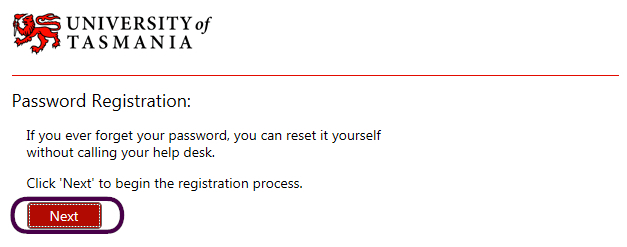 UNIVERSITY of
TASMANIA
Password Registration:
If you ever forget your password, you can reset it yourself
without calling your help desk.
Click 'Next' to begin the registration process.
Next